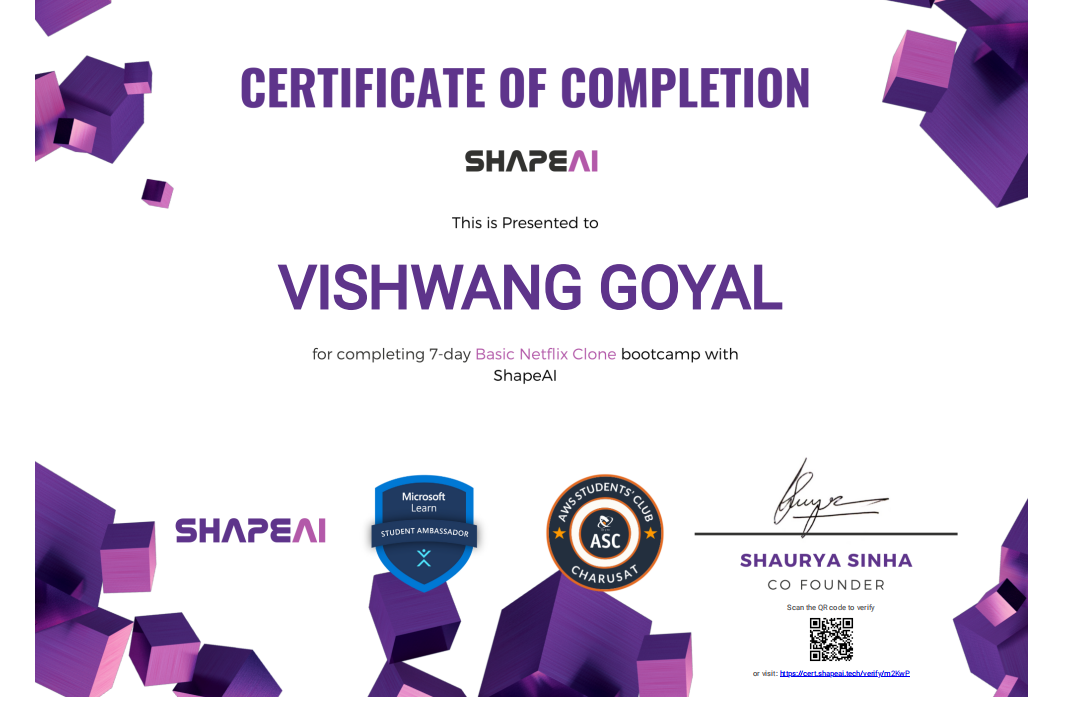 CERTIFICATE OF COMPLETION
SHAPEAI
This is Presented to
VISHWANG GOYAL
for completing 7-day Basic Netflix Clone bootcamp with
ShapeAI
SHAPEAI
Microsoft
Learn
STUDENT AMBASSADOR
AWS STUDENTS' CLUB
ASC
CHARUSAT
SHAURYA SINHA
CO FOUNDER
Scan the QR code to verify
or visit: https://cert.shapeai.tech/verify/m2KwP